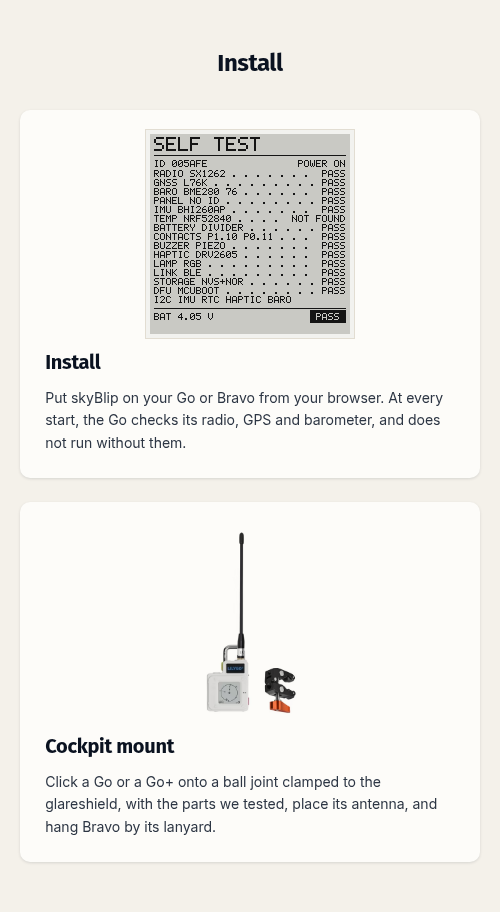 Install
SELF TEST
ID 005AFE POWER ON
RADIO SX1262 . . . . . . . PASS
GNSS L76K . . . . . . . . . PASS
BARO BME280 76 . . . . . . PASS
PANEL NO ID . . . . . . . . PASS
IMU BHI260AP . . . . . . . PASS
TEMP NRF52840 . . . . . NOT FOUND
BATTERY DIVIDER . . . . . . PASS
CONTACTS P1.10 P0.11 . . . PASS
BUZZER PIEZO . . . . . . . PASS
HAPTIC DRV2605 . . . . . . PASS
LAMP RGB . . . . . . . . . PASS
LINK BLE . . . . . . . . . PASS
STORAGE NVS+NOR . . . . . . PASS
DFU MCUBOOT . . . . . . . . PASS
I2C IMU RTC HAPTIC BARO
BAT 4.05 V PASS
Install
Put skyBlip on your Go or Bravo from your browser. At every
start, the Go checks its radio, GPS and barometer, and does
not run without them.
Cockpit mount
Click a Go or a Go+ onto a ball joint clamped to the
glareshield, with the parts we tested, place its antenna, and
hang Bravo by its lanyard.